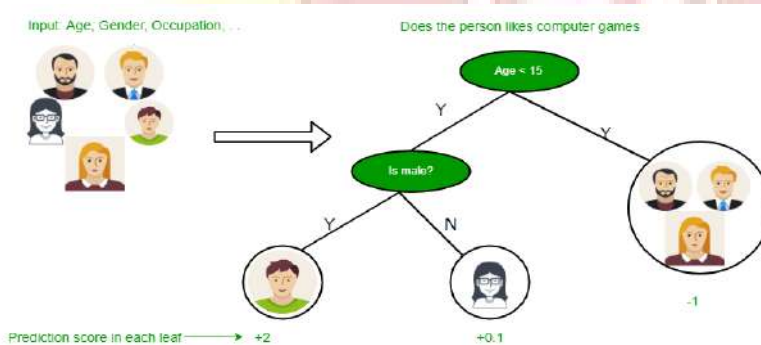 Input: Age, Gender, Occupation, ...
Does the person likes computer games
Age < 15
Y
Y
Is male?
Y
N
-1
Prediction score in each leaf
+2
+0.1